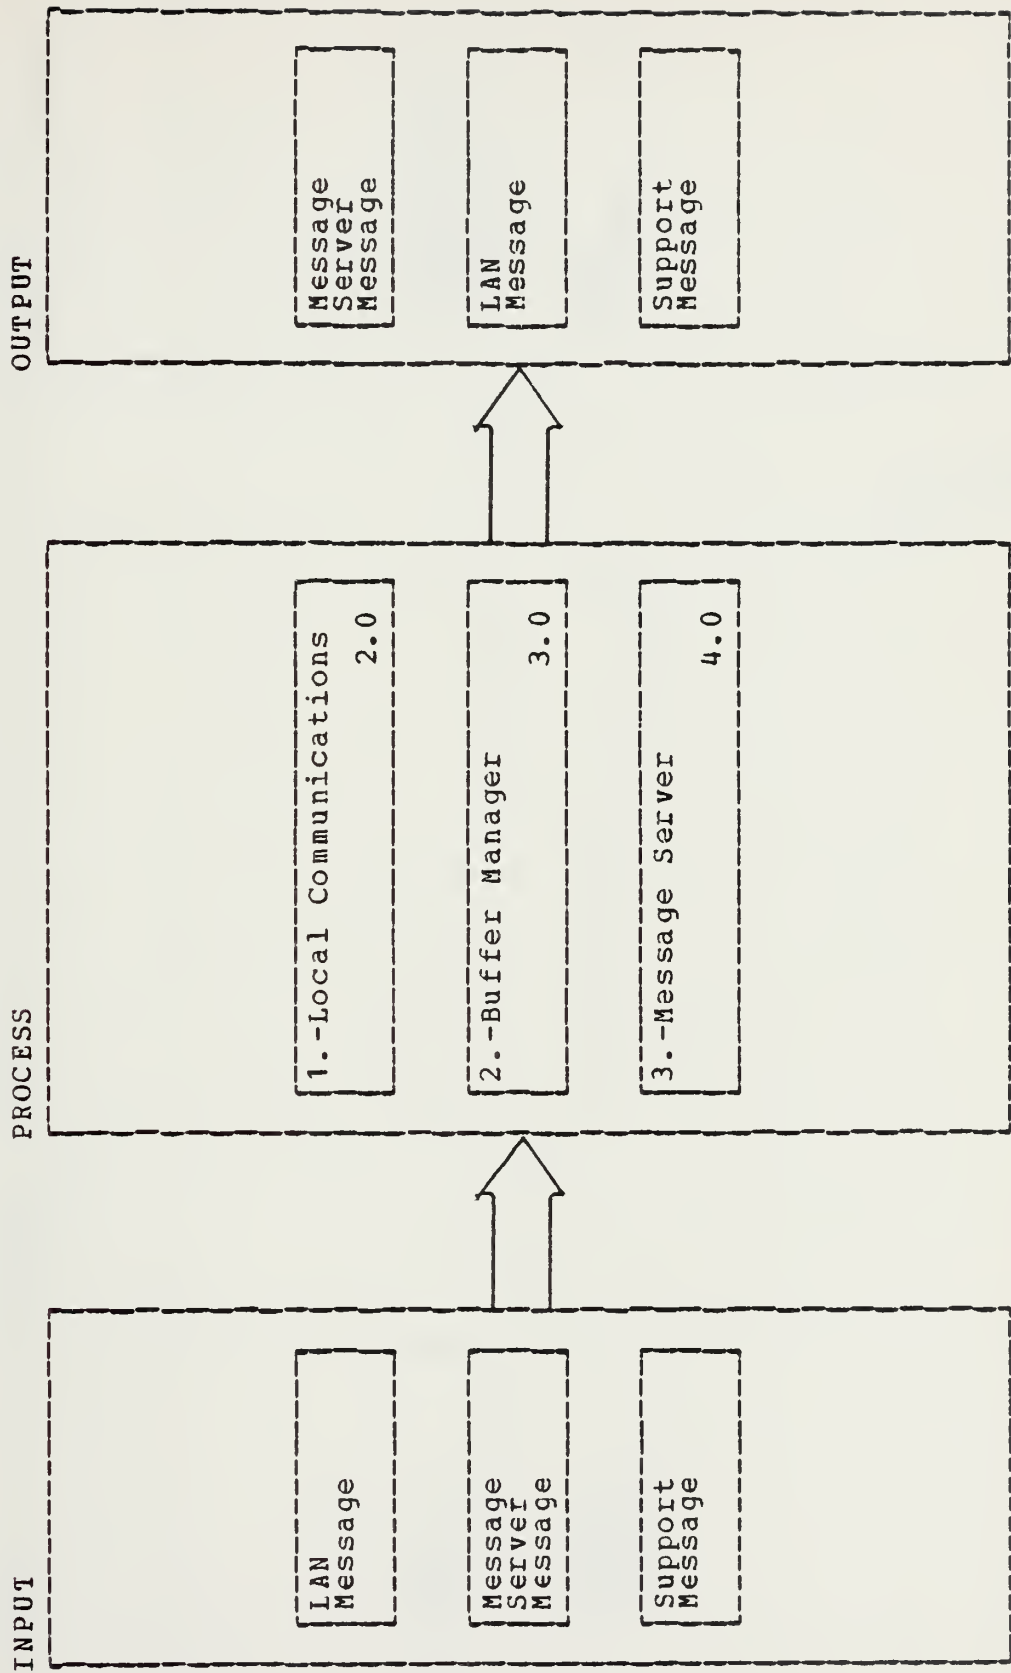 INPUT
LAN
Message
Message
Server
Message
Support
Message
PROCESS
1.-Local Communications
2.0
2.-Buffer Manager
3.0
3.-Message Server
4.0
OUTPUT
Message
Server
Message
LAN
Message
Support
Message